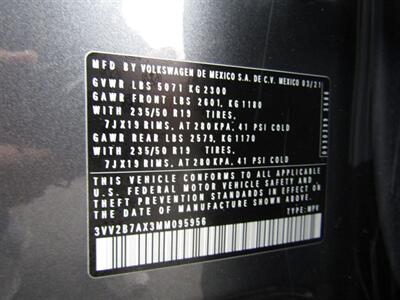 MFD BY VOLKSWAGEN DE MEXICO S.A. DE C.V. MEXICO 03/21
GVWR LBS 5071 KG 2300
GAWR FRONT LBS 2601, KG 1180
WITH 235/50 R19 TIRES,
7JX19 RIMS, AT 280 KPA, 41 PSI COLD
GAWR REAR LBS 2579, KG 1170
WITH 235/50 R19 TIRES,
7JX19 RIMS, AT 280 KPA, 41 PSI COLD
THIS VEHICLE CONFORMS TO ALL APPLICABLE
U.S. FEDERAL MOTOR VEHICLE SAFETY AND
THEFT PREVENTION STANDARDS IN EFFECT ON THE
DATE OF MANUFACTURE SHOWN ABOVE.
3VV2B7AX3MM095956 TYPE: MPV